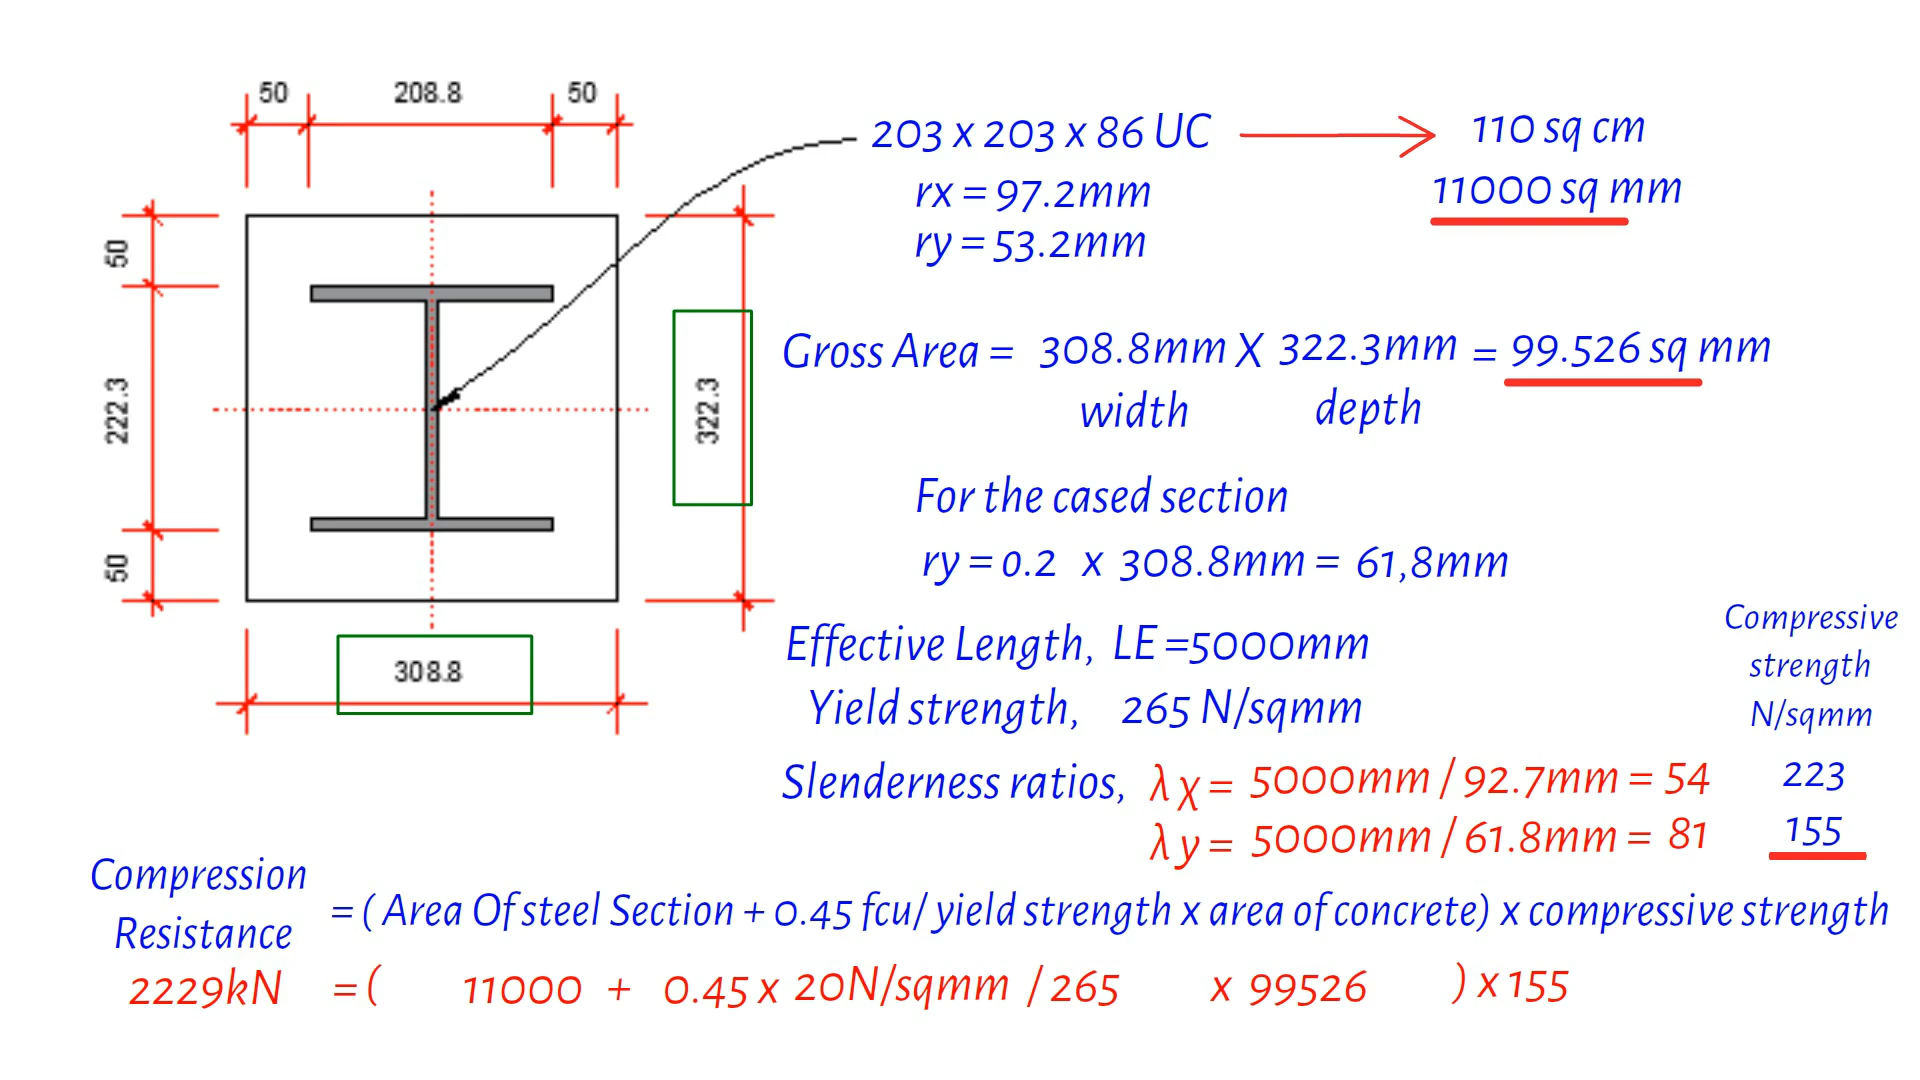 50 208.8 50
50
222.3
50
322.3
308.8
203 x 203 x 86 UC
rx = 97.2mm
ry = 53.2mm
110 sq cm
11000 sq mm
Gross Area = 308.8mm X 322.3mm = 99.526 sq mm
width depth
For the cased section
ry = 0.2 x 308.8mm = 61,8mm
Effective Length, LE =5000mm
Yield strength, 265 N/sqmm
Compressive
strength
N/sqmm
Slenderness ratios, λ χ = 5000mm / 92.7mm = 54 223
λ y = 5000mm / 61.8mm = 81 155
Compression
Resistance
= ( Area Of steel Section + 0.45 fcu/ yield strength x area of concrete) x compressive strength
2229kN = ( 11000 + 0.45 x 20N/sqmm / 265 x 99526 ) x 155